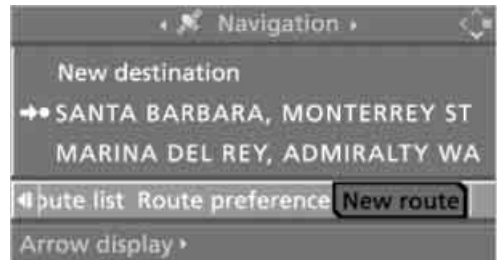 Navigation
New destination
SANTA BARBARA, MONTERREY ST
MARINA DEL REY, ADMIRALTY WA
oute list Route preference New route
Arrow display